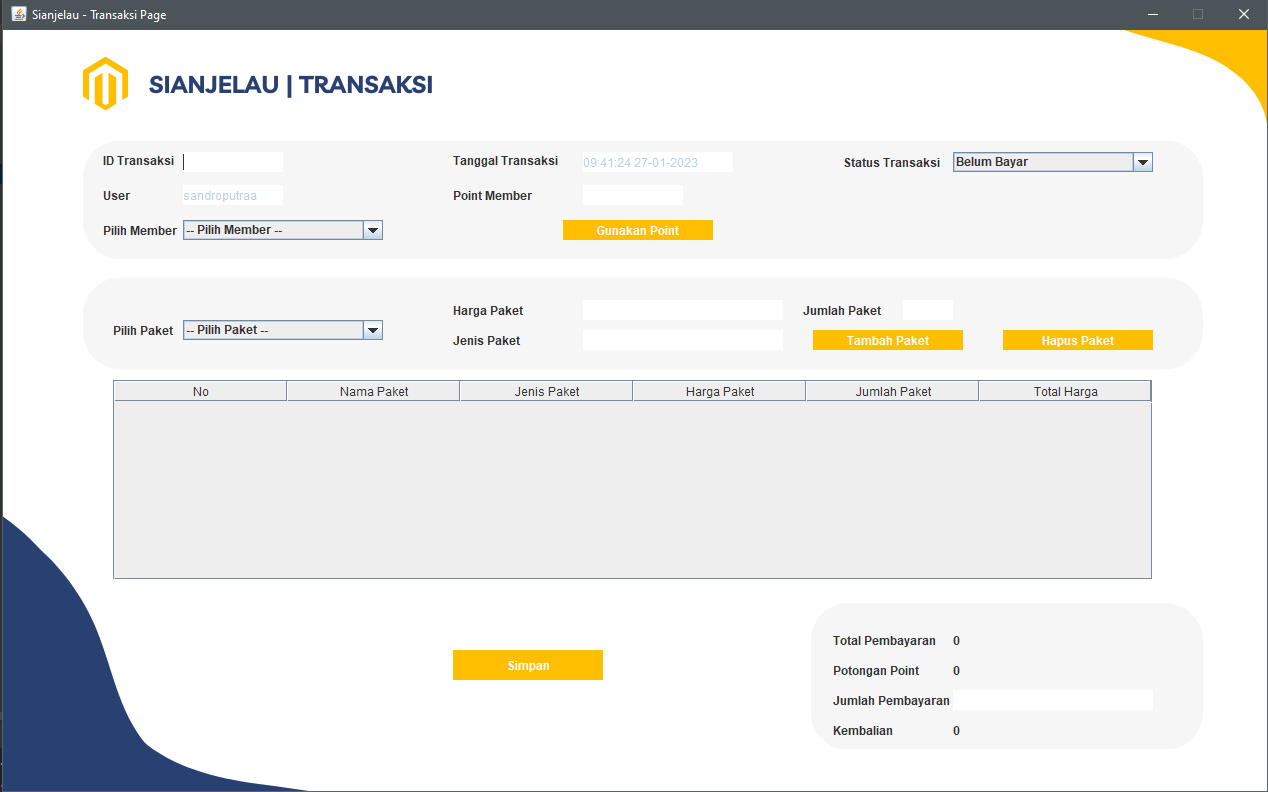 Sianjelau - Transaksi Page
SIANJELAU | TRANSAKSI
ID Transaksi
Tanggal Transaksi 09:41:24 27-01-2023
Status Transaksi Belum Bayar
User sandroputraa
Point Member
Pilih Member -- Pilih Member --
Gunakan Point
Harga Paket
Jumlah Paket
Pilih Paket -- Pilih Paket --
Jenis Paket
Tambah Paket
Hapus Paket
No Nama Paket Jenis Paket Harga Paket Jumlah Paket Total Harga
Simpan
Total Pembayaran 0
Potongan Point 0
Jumlah Pembayaran
Kembalian 0